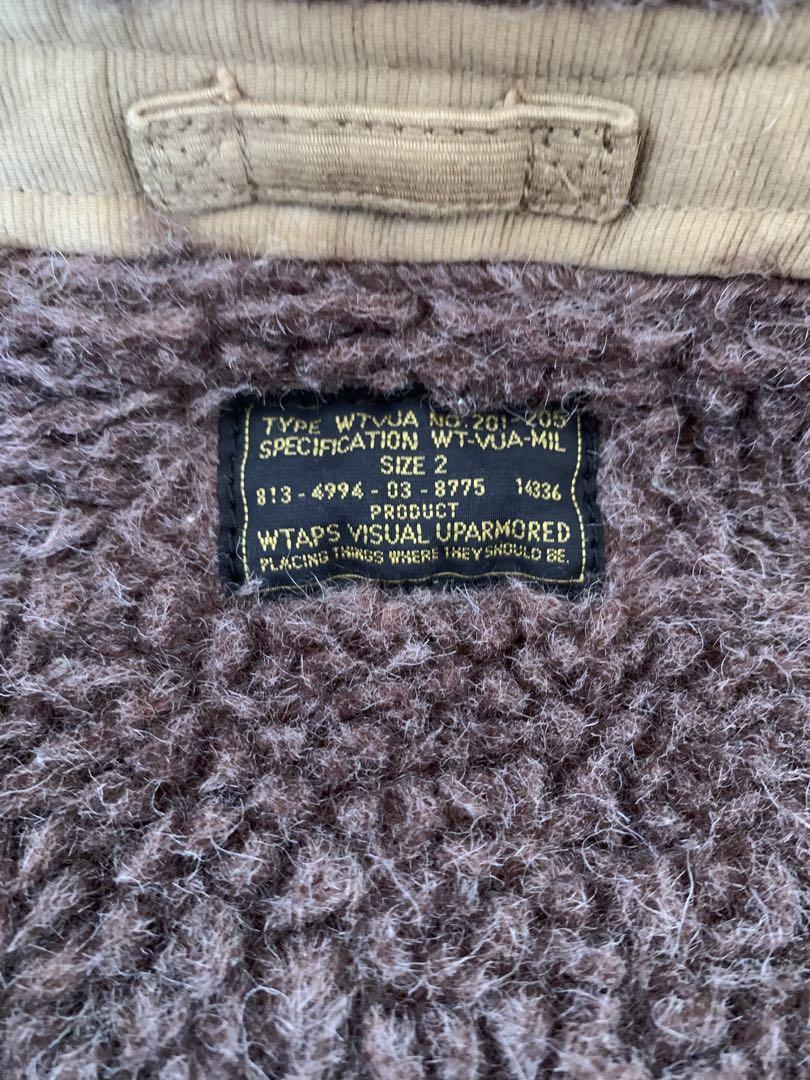 TYPE WTVUA NO. 201-205
SPECIFICATION WT-VUA-MIL
SIZE 2
813-4994-03-8775 14336
PRODUCT
WTAPS VISUAL UPARMORED
PLACING THINGS WHERE THEY SHOULD BE.